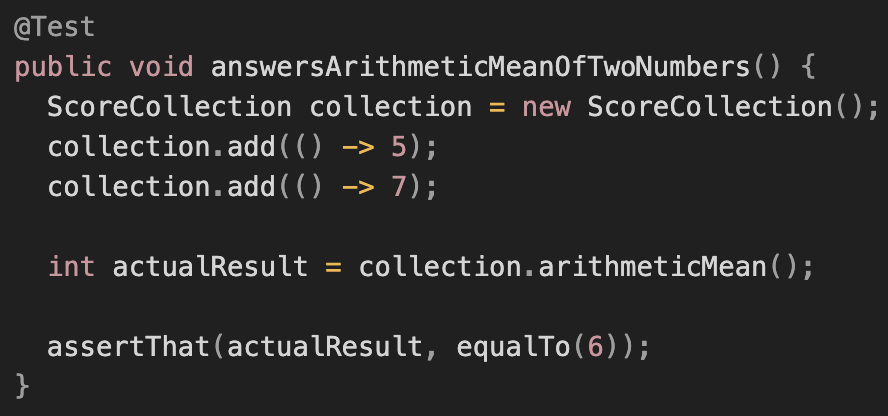 @Test
public void answersArithmeticMeanOfTwoNumbers() {
  ScoreCollection collection = new ScoreCollection();
  collection.add(() -> 5);
  collection.add(() -> 7);

  int actualResult = collection.arithmeticMean();

  assertThat(actualResult, equalTo(6));
}